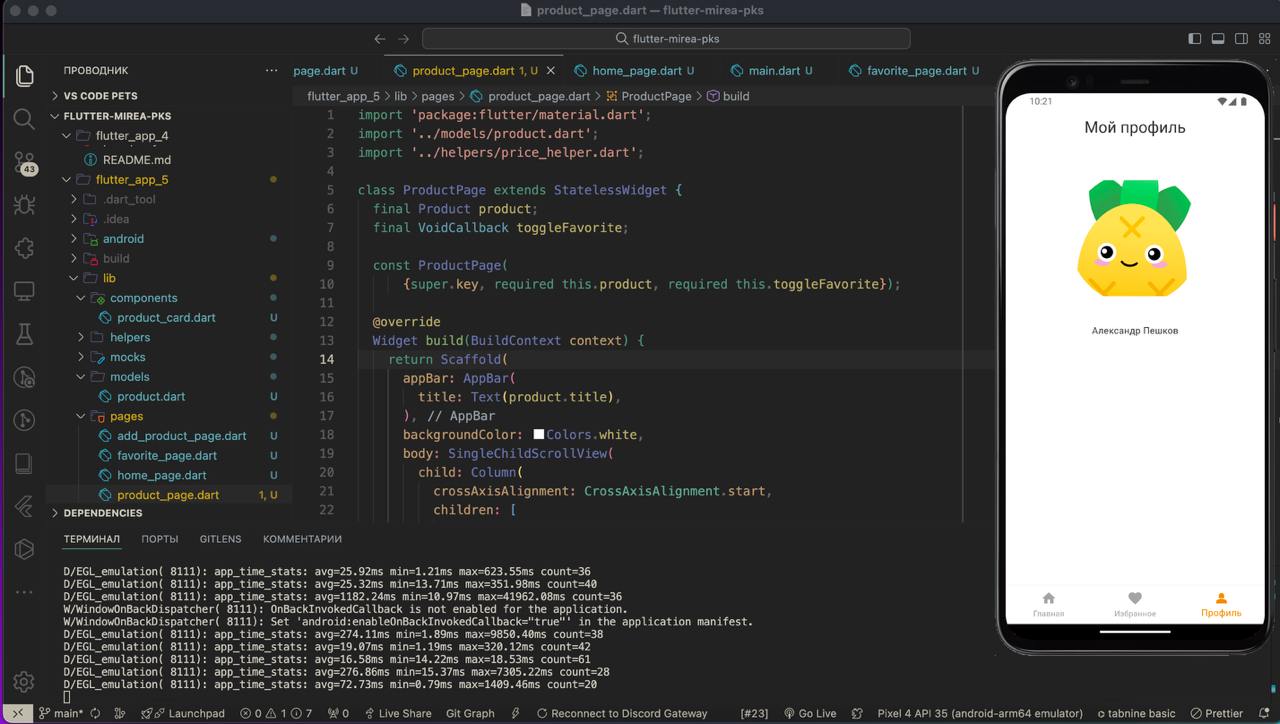 product_page.dart — flutter-mirea-pks
flutter-mirea-pks
ПРОВОДНИК
VS CODE PETS
FLUTTER-MIREA-PKS
flutter_app_4
README.md
flutter_app_5
.dart_tool
.idea
android
build
lib
components
product_card.dart U
helpers
mocks
models
product.dart U
pages
add_product_page.dart U
favorite_page.dart U
home_page.dart U
product_page.dart 1, U
DEPENDENCIES
page.dart U
product_page.dart 1, U
home_page.dart U
main.dart U
favorite_page.dart U
flutter_app_5 > lib > pages > product_page.dart > ProductPage > build
1 import 'package:flutter/material.dart';
2 import '../models/product.dart';
3 import '../helpers/price_helper.dart';
4
5 class ProductPage extends StatelessWidget {
6 final Product product;
7 final VoidCallback toggleFavorite;
8
9 const ProductPage(
10 {super.key, required this.product, required this.toggleFavorite});
11
12 @override
13 Widget build(BuildContext context) {
14 return Scaffold(
15 appBar: AppBar(
16 title: Text(product.title),
17 ), // AppBar
18 backgroundColor: Colors.white,
19 body: SingleChildScrollView(
20 child: Column(
21 crossAxisAlignment: CrossAxisAlignment.start,
22 children: [
ТЕРМИНАЛ ПОРТЫ GITLENS КОММЕНТАРИИ
D/EGL_emulation( 8111): app_time_stats: avg=25.92ms min=1.21ms max=623.55ms count=36
D/EGL_emulation( 8111): app_time_stats: avg=25.32ms min=13.71ms max=351.98ms count=40
D/EGL_emulation( 8111): app_time_stats: avg=1182.24ms min=10.97ms max=41962.08ms count=36
W/WindowOnBackDispatcher( 8111): OnBackInvokedCallback is not enabled for the application.
W/WindowOnBackDispatcher( 8111): Set 'android:enableOnBackInvokedCallback="true"' in the application manifest.
D/EGL_emulation( 8111): app_time_stats: avg=274.11ms min=1.89ms max=9850.40ms count=38
D/EGL_emulation( 8111): app_time_stats: avg=19.07ms min=1.19ms max=320.12ms count=42
D/EGL_emulation( 8111): app_time_stats: avg=16.58ms min=14.22ms max=18.53ms count=61
D/EGL_emulation( 8111): app_time_stats: avg=276.86ms min=15.37ms max=7305.22ms count=28
D/EGL_emulation( 8111): app_time_stats: avg=72.73ms min=0.79ms max=1409.46ms count=20
43
10:21
Мой профиль
Александр Пешков
Главная
Избранное
Профиль
main* Launchpad 0 1 7 0 Live Share Git Graph Reconnect to Discord Gateway [#23] Go Live Pixel 4 API 35 (android-arm64 emulator) tabnine basic Prettier